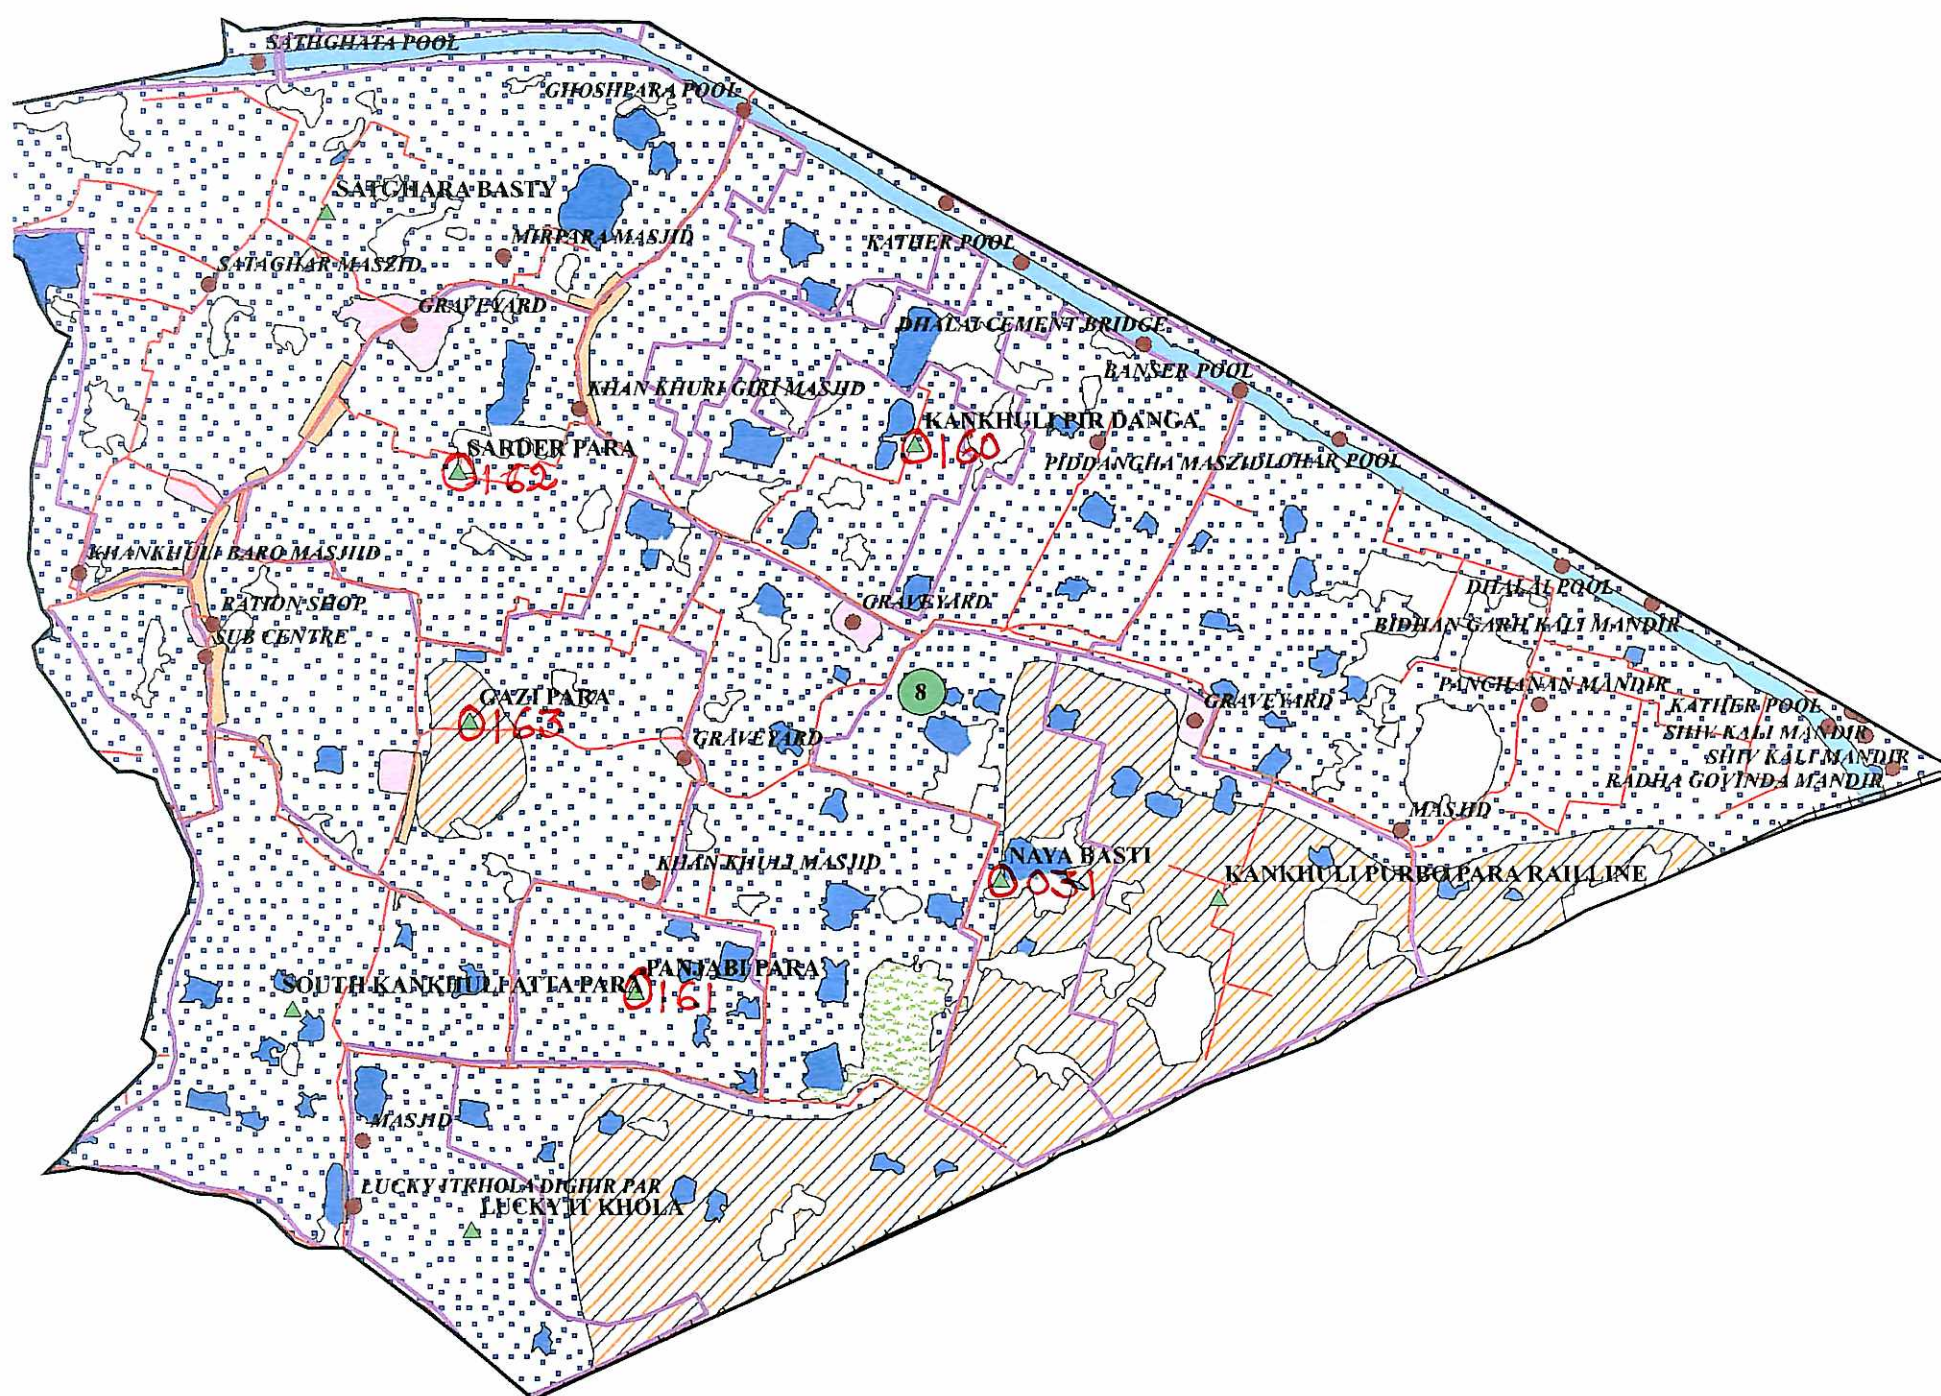 SATHGHATA POOL
GHOSHPARA POOL
SATGHARA BASTY
MIRPARA MASJID
KATHER POOL
SATAGHAR MASZID
GRAVEYARD
DHALAI CEMENT BRIDGE
BANSER POOL
KHAN KHURI GIRI MASJID
KANKHULI PIR DANGA
0160
SARDER PARA
0162
PIDDANGHA MASZID
LOHAR POOL
KHANKHULI BARO MASJIID
RATION SHOP
SUB CENTRE
GRAVEYARD
DHALAI POOL
BIDHAN GARH KALI MANDIR
8
GAZI PARA
0163
PANCHANAN MANDIR
GRAVEYARD
KATHER POOL
SHIV KALI MANDIR
GRAVEYARD
SHIV KALI MANDIR
RADHA GOVINDA MANDIR
MASJID
KHAN KHULI MASJID
NAYA BASTI
0031
KANKHULI PURBO PARA RAILLINE
PANJABI PARA
0161
SOUTH KANKHULI ATTA PARA
MASJID
LUCKY ITKHOLA DIGHIR PAR
LUCKY IT KHOLA